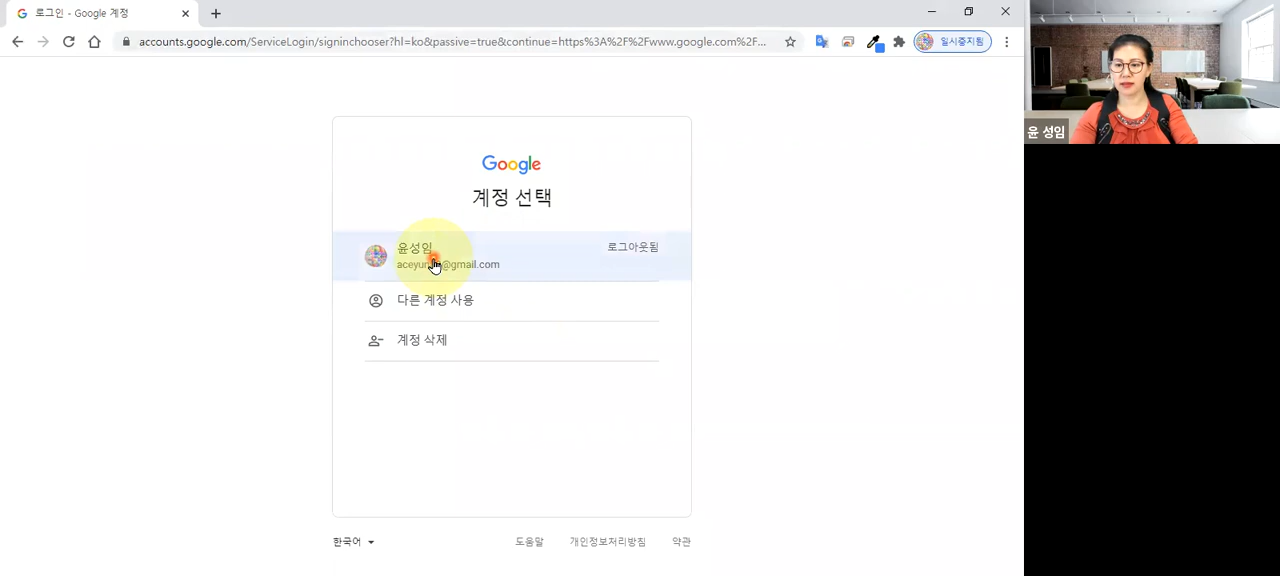 로그인 - Google 계정
accounts.google.com/ServiceLogin/signinchooser?hl=ko&passive=true&continue=https%3A%2F%2Fwww.google.com%2F...
일시중지됨
윤 성임
Google
계정 선택
윤성임
로그아웃됨
@gmail.com
다른 계정 사용
계정 삭제
한국어
도움말
개인정보처리방침
약관